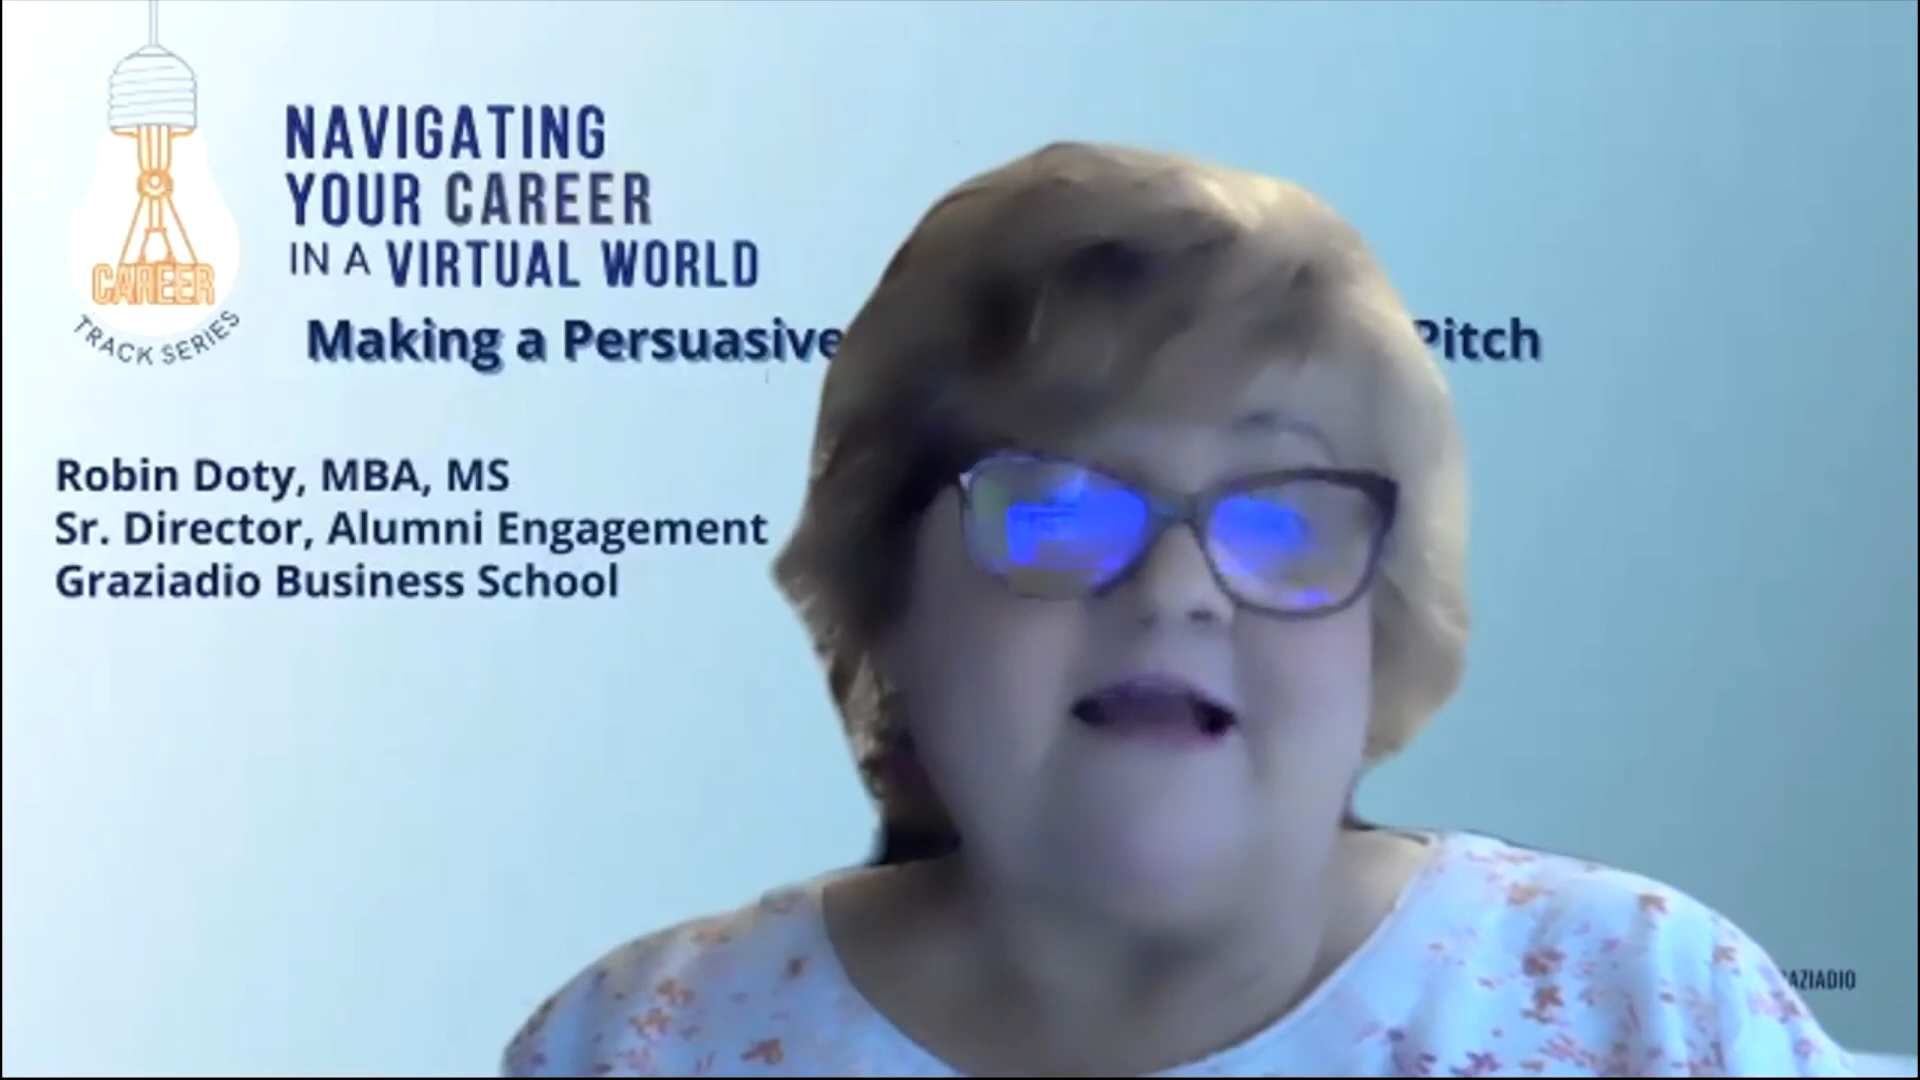 CAREER
TRACK SERIES
NAVIGATING
YOUR CAREER
IN A VIRTUAL WORLD
Making a Persuasive Pitch
Robin Doty, MBA, MS
Sr. Director, Alumni Engagement
Graziadio Business School
AZIADIO